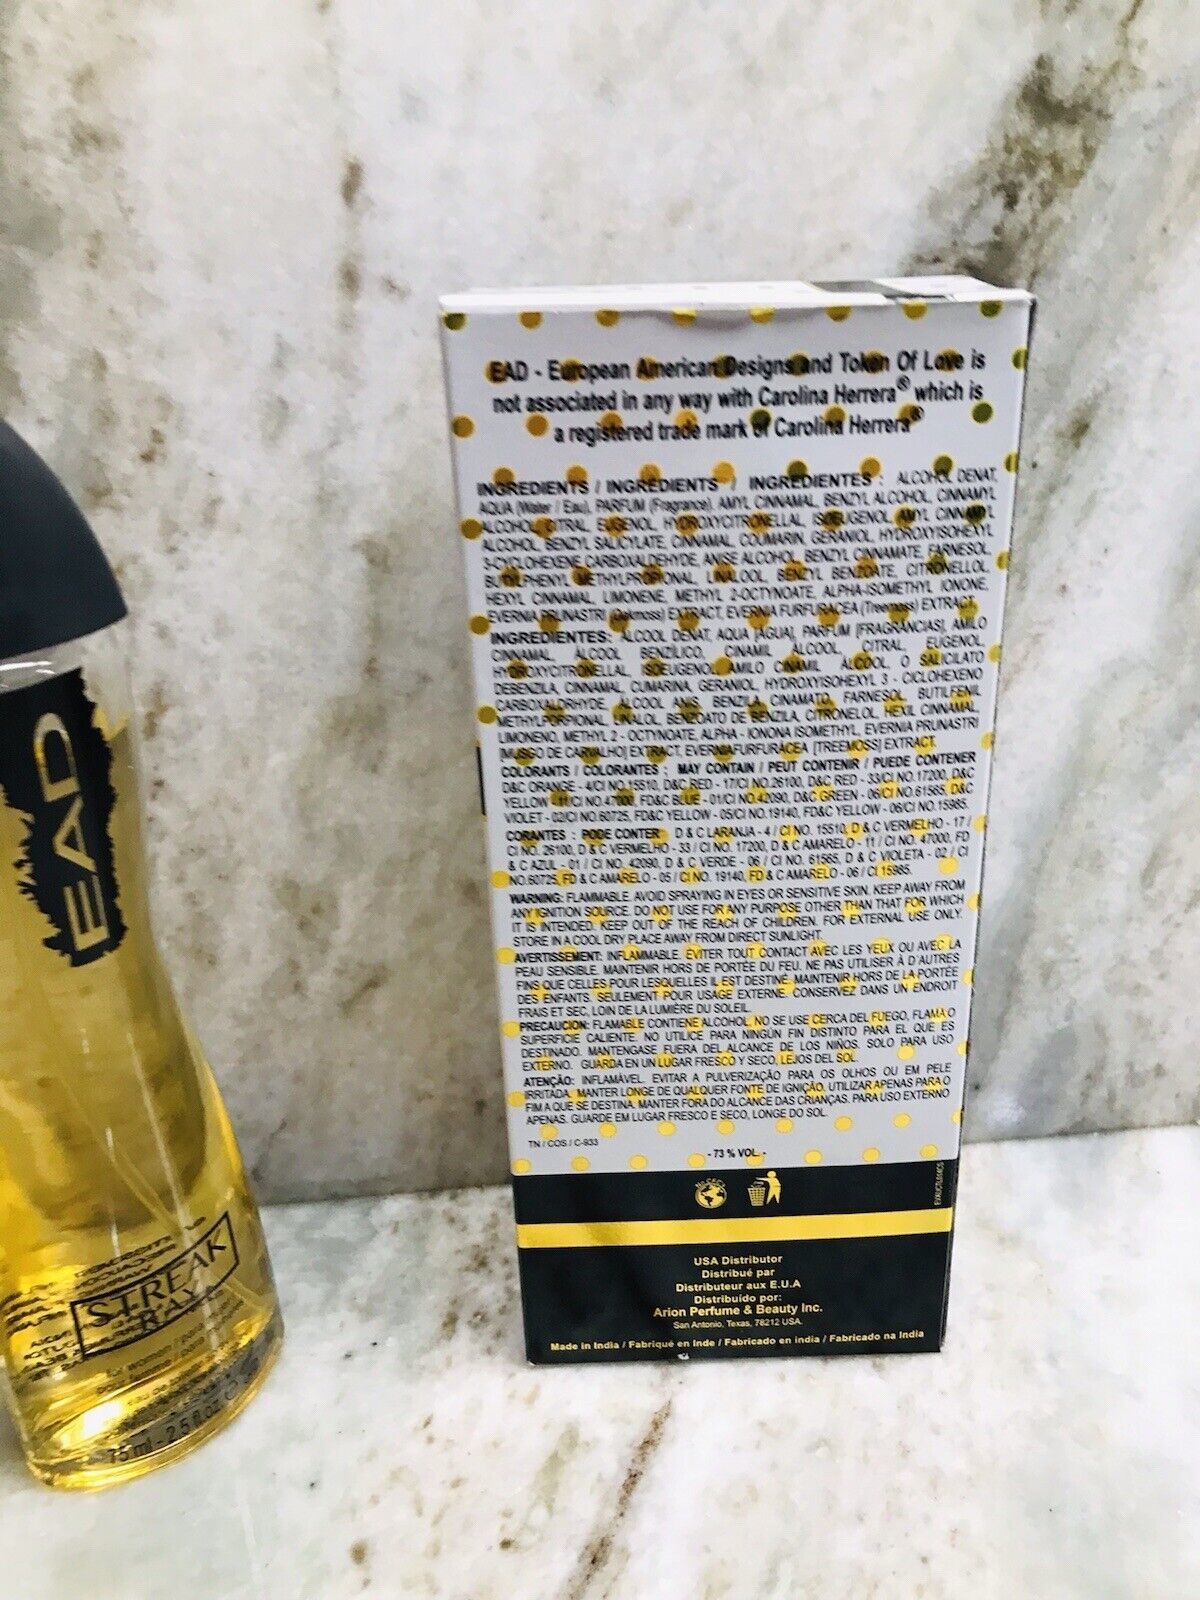 EAD - European American Designs and Token Of Love is
not associated in any way with Carolina Herrera® which is
a registered trade mark of Carolina Herrera®
INGREDIENTS / INGRÉDIENTS / INGREDIENTES : ALCOHOL DENAT,
AQUA (Water / Eau), PARFUM (Fragrance), AMYL CINNAMAL, BENZYL ALCOHOL, CINNAMYL
ALCOHOL, CITRAL, EUGENOL, HYDROXYCITRONELLAL, ISOEUGENOL, AMYL CINNAMYL
ALCOHOL, BENZYL SALICYLATE, CINNAMAL, COUMARIN, GERANIOL, HYDROXYISOHEXYL
3-CYCLOHEXENE CARBOXALDEHYDE, ANISE ALCOHOL, BENZYL CINNAMATE, FARNESOL,
BUTYLPHENYL METHYLPROPIONAL, LINALOOL, BENZYL BENZOATE, CITRONELLOL,
HEXYL CINNAMAL, LIMONENE, METHYL 2-OCTYNOATE, ALPHA-ISOMETHYL IONONE,
EVERNIA PRUNASTRI (Oakmoss) EXTRACT, EVERNIA FURFURACEA (Treemoss) EXTRACT.
INGREDIENTES: ÁLCOOL DENAT, AQUA [ÁGUA], PARFUM [FRAGRÂNCIAS], AMILO
CINNAMAL, ÁLCOOL BENZÍLICO, CINAMIL ÁLCOOL, CITRAL, EUGENOL,
HYDROXYCITRONELLAL, ISOEUGENOL, AMILO CINAMIL ÁLCOOL, O SALICILATO
DEBENZILA, CINNAMAL, CUMARINA, GERANIOL, HYDROXYISOHEXYL 3 - CICLOHEXENO
CARBOXALDRHYDE, ÁLCOOL ANIS, BENZILA CINAMATO, FARNESOL, BUTILFENIL
METHYLPORPIONAL, LINALOL, BENZOATO DE BENZILA, CITRONELOL, HEXIL CINNAMAL,
LIMONENO, METHYL 2 - OCTYNOATE, ALPHA - IONONA ISOMETHYL, EVERNIA PRUNASTRI
[MUSGO DE CARVALHO] EXTRACT, EVERNIAFURFURACEA [TREEMOSS] EXTRACT.
COLORANTS / COLORANTES : MAY CONTAIN / PEUT CONTENIR / PUEDE CONTENER
D&C ORANGE - 4/CI NO.15510, D&C RED - 17/CI NO.26100, D&C RED - 33/CI NO.17200, D&C
YELLOW - 11/CI NO.47000, FD&C BLUE - 01/CI NO.42090, D&C GREEN - 06/CI NO.61565, D&C
VIOLET - 02/CI NO.60725, FD&C YELLOW - 05/CI NO.19140, FD&C YELLOW - 06/CI NO.15985.
CORANTES : PODE CONTER D & C LARANJA - 4 / CI NO. 15510, D & C VERMELHO - 17 /
CI NO. 26100, D & C VERMELHO - 33 / CI NO. 17200, D & C AMARELO - 11 / CI NO. 47000, FD
& C AZUL - 01 / CI NO. 42090, D & C VERDE - 06 / CI NO. 61565, D & C VIOLETA - 02 / CI
NO.60725, FD & C AMARELO - 05 / CI NO. 19140, FD & C AMARELO - 06 / CI 15985.
WARNING: FLAMMABLE. AVOID SPRAYING IN EYES OR SENSITIVE SKIN. KEEP AWAY FROM
ANY IGNITION SOURCE. DO NOT USE FOR ANY PURPOSE OTHER THAN THAT FOR WHICH
IT IS INTENDED. KEEP OUT OF THE REACH OF CHILDREN. FOR EXTERNAL USE ONLY.
STORE IN A COOL DRY PLACE AWAY FROM DIRECT SUNLIGHT.
AVERTISSEMENT: INFLAMMABLE. ÉVITER TOUT CONTACT AVEC LES YEUX OU AVEC LA
PEAU SENSIBLE. MAINTENIR HORS DE PORTÉE DU FEU. NE PAS UTILISER À D'AUTRES
FINS QUE CELLES POUR LESQUELLES IL EST DESTINÉ. MAINTENIR HORS DE LA PORTÉE
DES ENFANTS. SEULEMENT POUR USAGE EXTERNE. CONSERVEZ DANS UN ENDROIT
FRAIS ET SEC, LOIN DE LA LUMIÈRE DU SOLEIL.
PRECAUCION: FLAMABLE CONTIENE ALCOHOL. NO SE USE CERCA DEL FUEGO, FLAMA O
SUPERFICIE CALIENTE. NO UTILICE PARA NINGÚN FIN DISTINTO PARA EL QUE ES
DESTINADO. MANTENGASE FUERA DEL ALCANCE DE LOS NIÑOS. SOLO PARA USO
EXTERNO. GUARDA EN UN LUGAR FRESCO Y SECO, LEJOS DEL SOL.
ATENÇÃO: INFLAMÁVEL. EVITAR A PULVERIZAÇÃO PARA OS OLHOS OU EM PELE
IRRITADA. MANTER LONGE DE QUALQUER FONTE DE IGNIÇÃO. UTILIZAR APENAS PARA O
FIM A QUE SE DESTINA. MANTER FORA DO ALCANCE DAS CRIANÇAS. PARA USO EXTERNO
APENAS. GUARDE EM LUGAR FRESCO E SECO, LONGE DO SOL.
TN / COS / C-933
- 73 % VOL. -
USA Distributor
Distribué par
Distributeur aux E.U.A
Distribuído por:
Arion Perfume & Beauty Inc.
San Antonio, Texas, 78212 USA.
Made in India / Fabriqué en Inde / Fabricado en india / Fabricado na India
EAD
STREAK
RAY
for women /
75 ml - 2.5 fl oz